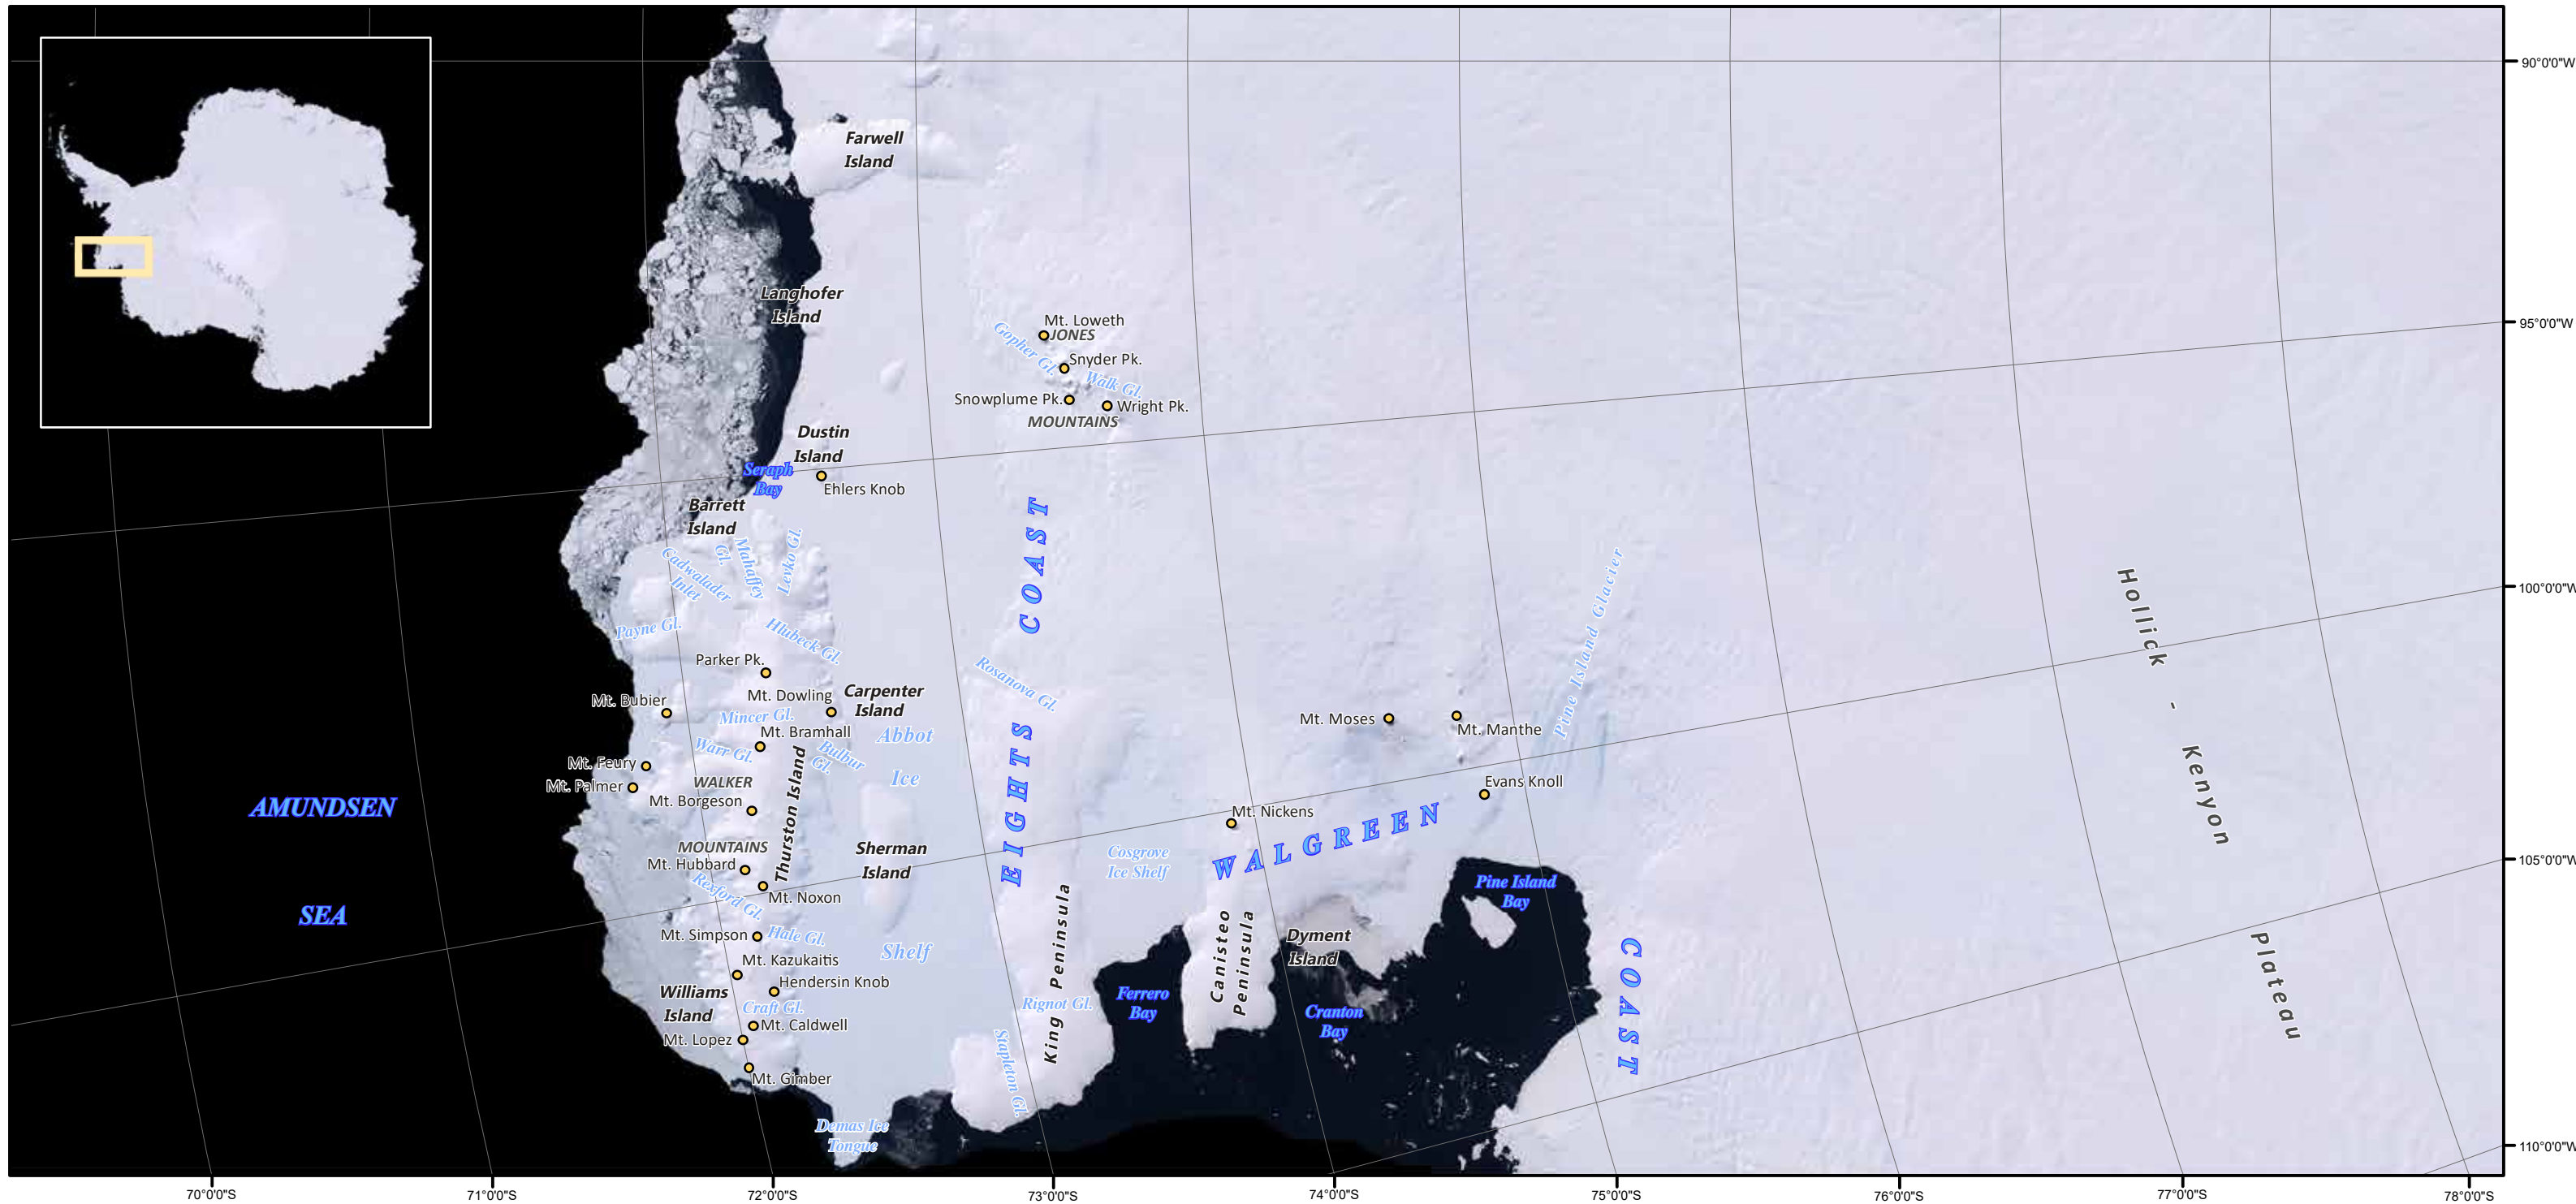 90°0'0"W
Farwell
Island
Langhofer
Island
Mt. Loweth
JONES
Gopher Gl.
Snyder Pk.
Walk Gl.
Snowplume Pk.
Wright Pk.
MOUNTAINS
95°0'0"W
Dustin
Island
Seraph
Bay
Ehlers Knob
Barrett
Island
Cadwalader
Inlet
Mahaffey
Gl.
Levko Gl.
EIGHTS COAST
Payne Gl.
Hlubeck Gl.
Parker Pk.
Mt. Dowling
Carpenter
Island
Mt. Bubier
Mincer Gl.
Mt. Bramhall
Warr Gl.
Bulbur
Gl.
Abbot
Ice
Shelf
Rosanova Gl.
Mt. Moses
Mt. Manthe
Pine Island Glacier
100°0'0"W
Hollick - Kenyon Plateau
Mt. Feury
Mt. Palmer
WALKER
Mt. Borgeson
MOUNTAINS
Thurston Island
Mt. Hubbard
Rexford Gl.
Mt. Noxon
Sherman
Island
AMUNDSEN
SEA
Evans Knoll
Mt. Nickens
WALGREEN
COAST
Cosgrove
Ice Shelf
105°0'0"W
Pine Island
Bay
Mt. Simpson
Hale Gl.
Mt. Kazukaitis
Hendersin Knob
Williams
Island
Craft Gl.
Mt. Caldwell
Mt. Lopez
Mt. Gimber
King Peninsula
Rignot Gl.
Stapleton Gl.
Ferrero
Bay
Canisteo
Peninsula
Dyment
Island
Cranton
Bay
Demas Ice
Tongue
110°0'0"W
70°0'0"S
71°0'0"S
72°0'0"S
73°0'0"S
74°0'0"S
75°0'0"S
76°0'0"S
77°0'0"S
78°0'0"S